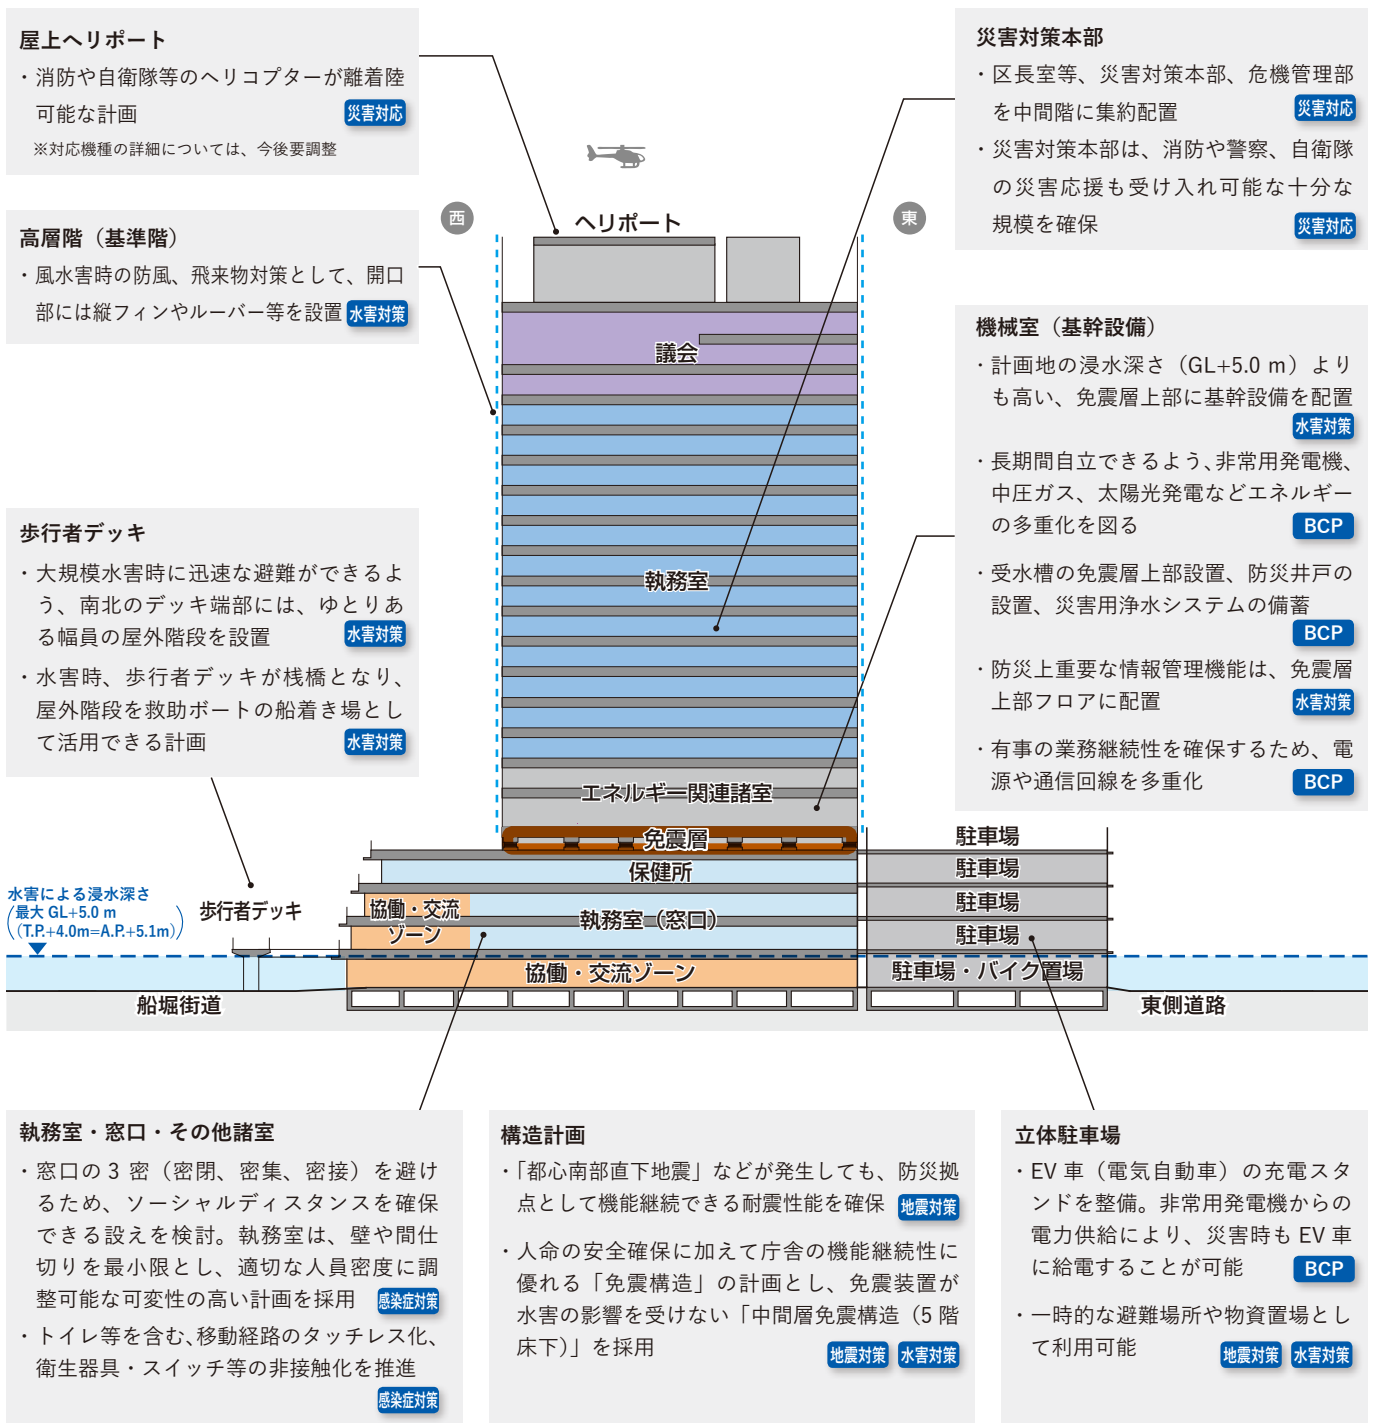 屋上ヘリポート
・消防や自衛隊等のヘリコプターが離着陸
可能な計画 災害対応
※対応機種の詳細については、今後要調整
高層階（基準階）
・風水害時の防風、飛来物対策として、開口
部には縦フィンやルーバー等を設置 水害対策
歩行者デッキ
・大規模水害時に迅速な避難ができるよ
う、南北のデッキ端部には、ゆとりあ
る幅員の屋外階段を設置 水害対策
・水害時、歩行者デッキが桟橋となり、
屋外階段を救助ボートの船着き場とし
て活用できる計画 水害対策
災害対策本部
・区長室等、災害対策本部、危機管理部
を中間階に集約配置 災害対応
・災害対策本部は、消防や警察、自衛隊
の災害応援も受け入れ可能な十分な
規模を確保 災害対応
機械室（基幹設備）
・計画地の浸水深さ（GL+5.0 m）より
も高い、免震層上部に基幹設備を配置
水害対策
・長期間自立できるよう、非常用発電機、
中圧ガス、太陽光発電などエネルギー
の多重化を図る BCP
・受水槽の免震層上部設置、防災井戸の
設置、災害用浄水システムの備蓄
BCP
・防災上重要な情報管理機能は、免震層
上部フロアに配置 水害対策
・有事の業務継続性を確保するため、電
源や通信回線を多重化 BCP
西
東
ヘリポート
議会
執務室
エネルギー関連諸室
免震層
保健所
協働・交流
ゾーン
執務室（窓口）
協働・交流ゾーン
駐車場
駐車場
駐車場
駐車場
駐車場・バイク置場
水害による浸水深さ
（最大 GL+5.0 m
（T.P.+4.0m=A.P.+5.1m））
歩行者デッキ
船堀街道
東側道路
執務室・窓口・その他諸室
・窓口の 3 密（密閉、密集、密接）を避け
るため、ソーシャルディスタンスを確保
できる設えを検討。執務室は、壁や間仕
切りを最小限とし、適切な人員密度に調
整可能な可変性の高い計画を採用 感染症対策
・トイレ等を含む、移動経路のタッチレス化、
衛生器具・スイッチ等の非接触化を推進
感染症対策
構造計画
・「都心南部直下地震」などが発生しても、防災拠
点として機能継続できる耐震性能を確保 地震対策
・人命の安全確保に加えて庁舎の機能継続性に
優れる「免震構造」の計画とし、免震装置が
水害の影響を受けない「中間層免震構造（5 階
床下）」を採用 地震対策 水害対策
立体駐車場
・EV 車（電気自動車）の充電スタ
ンドを整備。非常用発電機からの
電力供給により、災害時も EV 車
に給電することが可能 BCP
・一時的な避難場所や物資置場とし
て利用可能 地震対策 水害対策